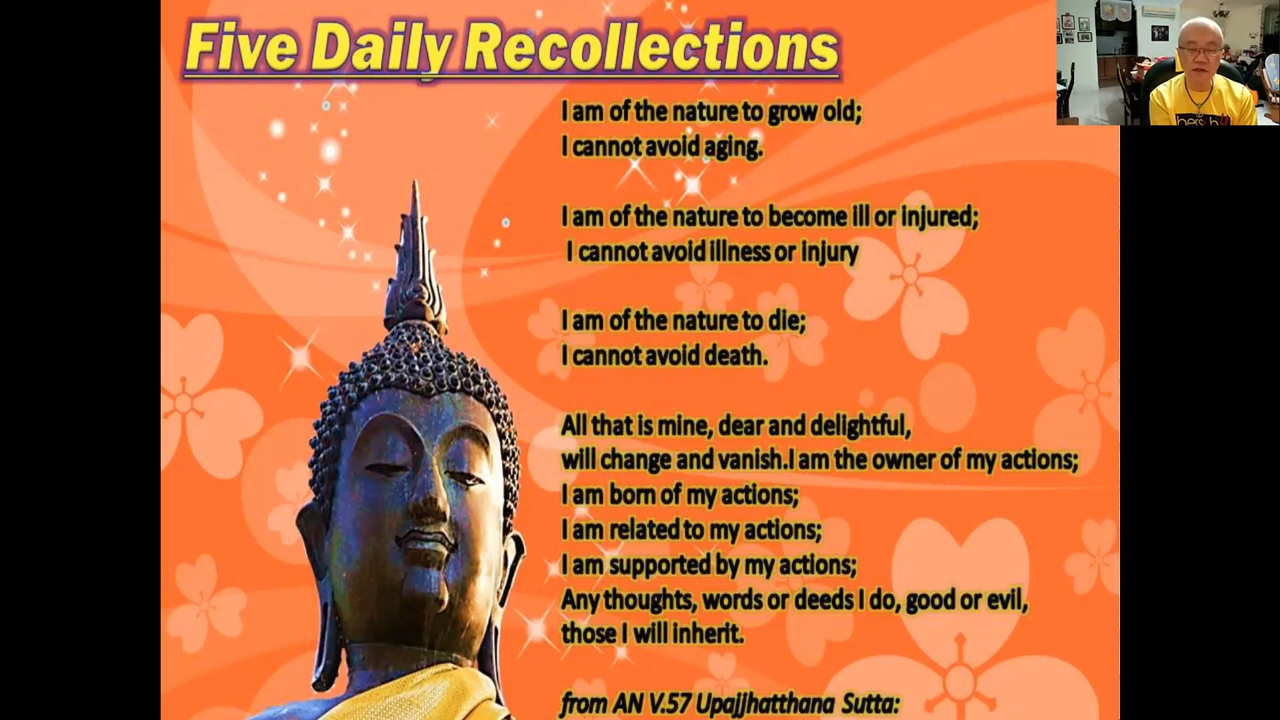 Five Daily Recollections
I am of the nature to grow old;
I cannot avoid aging.
I am of the nature to become ill or injured;
I cannot avoid illness or injury
I am of the nature to die;
I cannot avoid death.
All that is mine, dear and delightful,
will change and vanish.I am the owner of my actions;
I am born of my actions;
I am related to my actions;
I am supported by my actions;
Any thoughts, words or deeds I do, good or evil,
those I will inherit.
from AN V.57 Upajjhatthana Sutta: